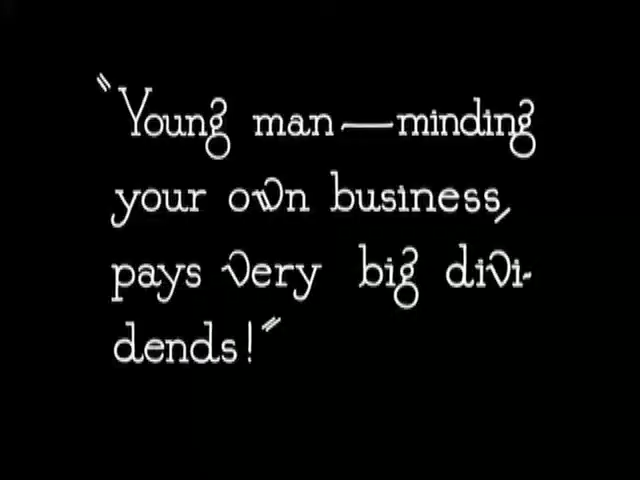 "Young man—minding
your own business,
pays very big divi-
dends!"